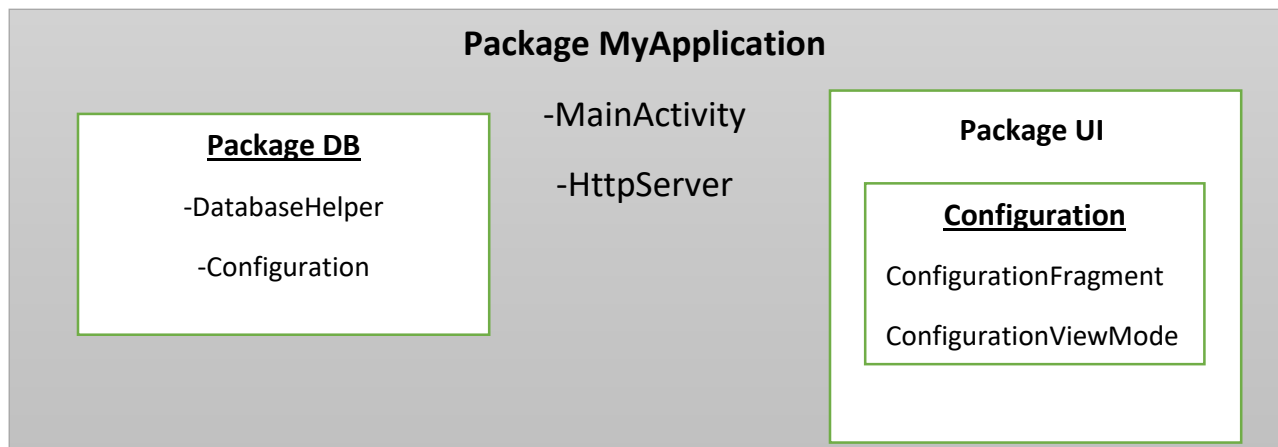 Package MyApplication
-MainActivity
-HttpServer
Package DB
-DatabaseHelper
-Configuration
Package UI
Configuration
ConfigurationFragment
ConfigurationViewMode